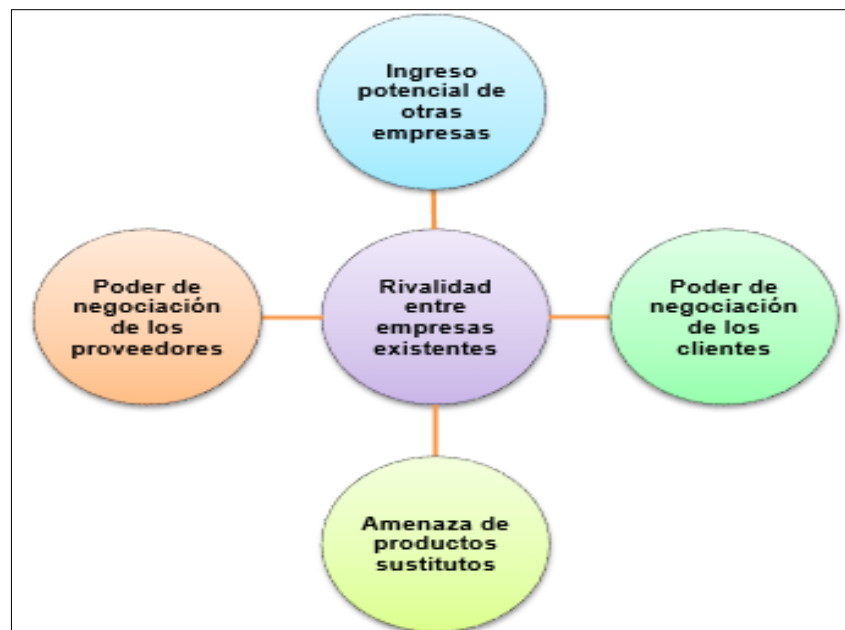 Ingreso
potencial de
otras
empresas
Poder de
negociación
de los
proveedores
Rivalidad
entre
empresas
existentes
Poder de
negociación
de los
clientes
Amenaza de
productos
sustitutos